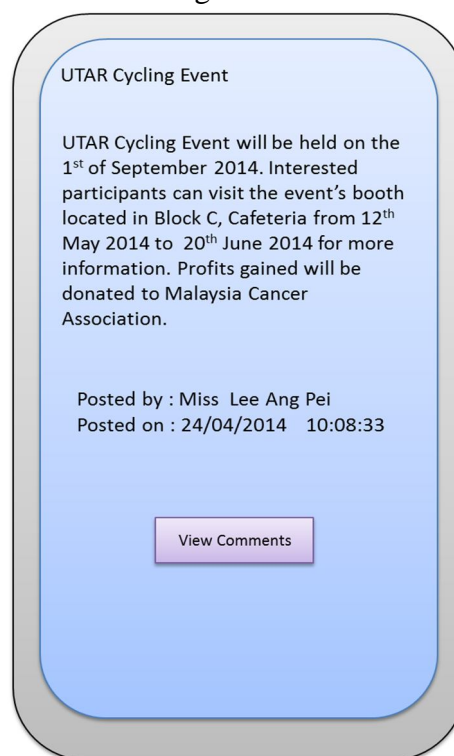 UTAR Cycling Event
UTAR Cycling Event will be held on the
1st of September 2014. Interested
participants can visit the event's booth
located in Block C, Cafeteria from 12th
May 2014 to 20th June 2014 for more
information. Profits gained will be
donated to Malaysia Cancer
Association.
Posted by : Miss Lee Ang Pei
Posted on : 24/04/2014 10:08:33
View Comments